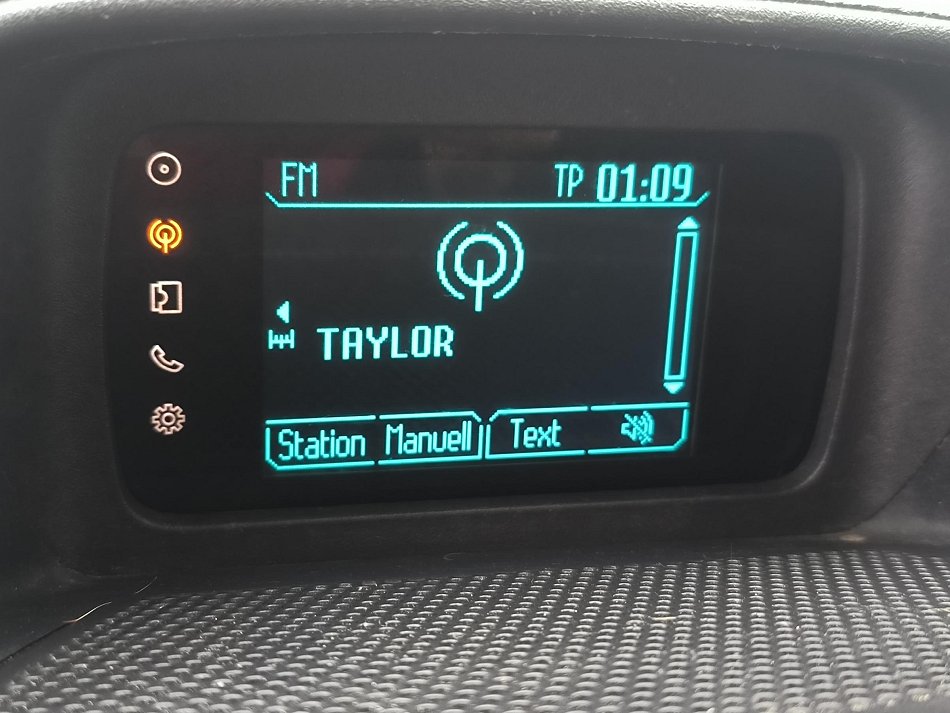 FM TP 01:09
TAYLOR
Station Manuell Text